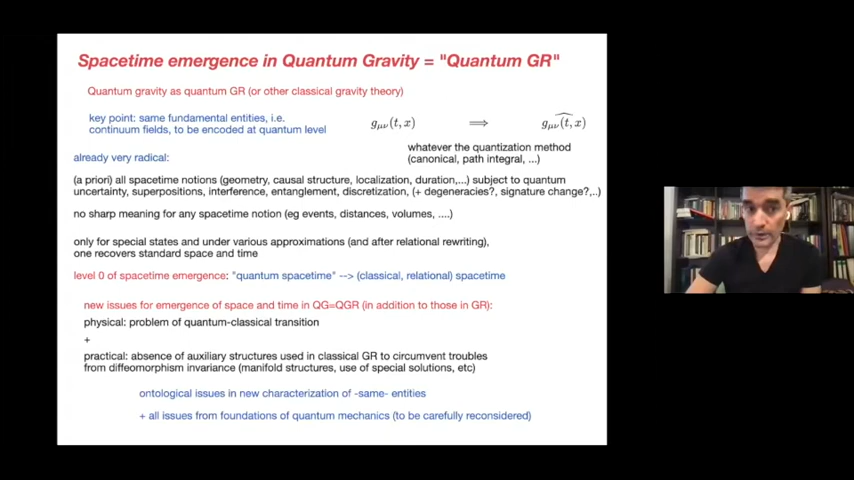 Spacetime emergence in Quantum Gravity = "Quantum GR"
Quantum gravity as quantum GR (or other classical gravity theory)
key point: same fundamental entities, i.e.
continuum fields, to be encoded at quantum level
g_{μν}(t, x) ⟹ \widehat{g_{μν}(t, x)}
whatever the quantization method
(canonical, path integral, ...)
already very radical:
(a priori) all spacetime notions (geometry, causal structure, localization, duration,...) subject to quantum
uncertainty, superpositions, interference, entanglement, discretization, (+ degeneracies?, signature change?,..)
no sharp meaning for any spacetime notion (eg events, distances, volumes, ....)
only for special states and under various approximations (and after relational rewriting),
one recovers standard space and time
level 0 of spacetime emergence: "quantum spacetime" --> (classical, relational) spacetime
new issues for emergence of space and time in QG=QGR (in addition to those in GR):
physical: problem of quantum-classical transition
+
practical: absence of auxiliary structures used in classical GR to circumvent troubles
from diffeomorphism invariance (manifold structures, use of special solutions, etc)
ontological issues in new characterization of -same- entities
+ all issues from foundations of quantum mechanics (to be carefully reconsidered)